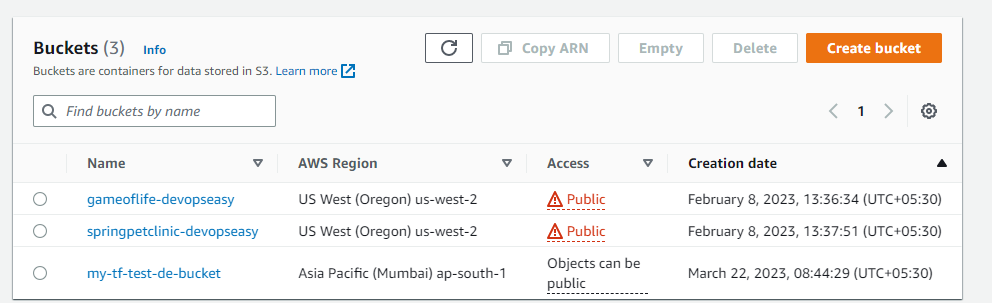 Buckets (3) Info
Copy ARN Empty Delete Create bucket
Buckets are containers for data stored in S3. Learn more
Find buckets by name
1
Name AWS Region Access Creation date
gameoflife-devopseasy US West (Oregon) us-west-2 Public February 8, 2023, 13:36:34 (UTC+05:30)
springpetclinic-devopseasy US West (Oregon) us-west-2 Public February 8, 2023, 13:37:51 (UTC+05:30)
my-tf-test-de-bucket Asia Pacific (Mumbai) ap-south-1 Objects can be public March 22, 2023, 08:44:29 (UTC+05:30)